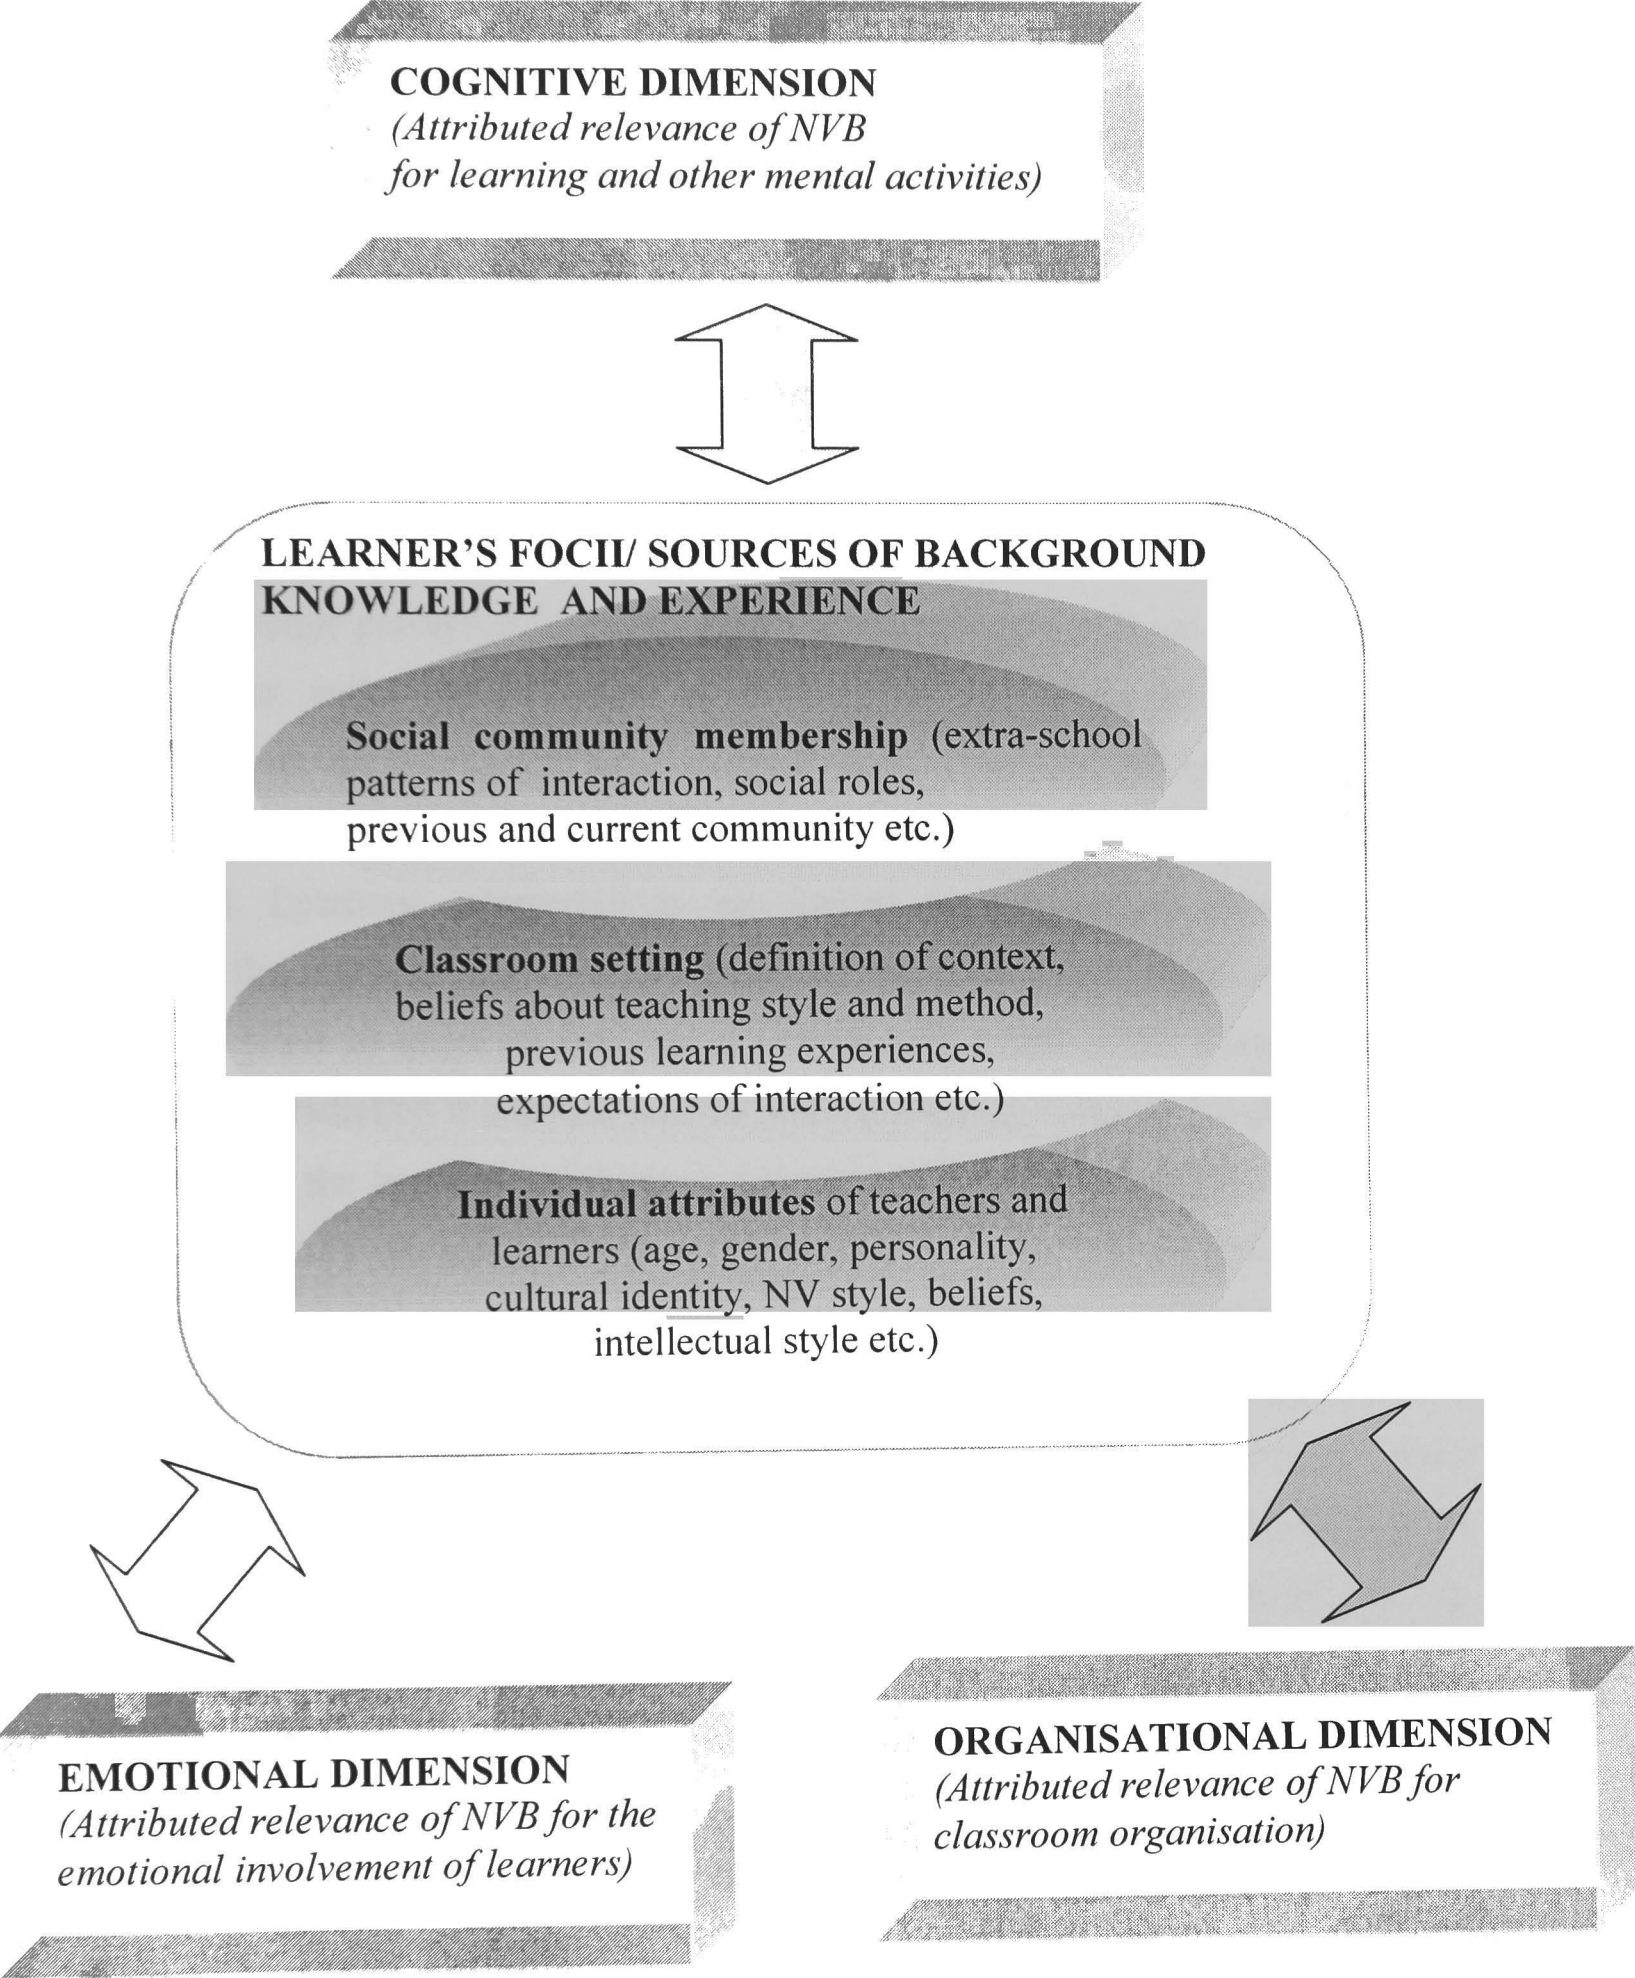 COGNITIVE DIMENSION
(Attributed relevance of NVB
for learning and other mental activities)
LEARNER'S FOCII/ SOURCES OF BACKGROUND
KNOWLEDGE AND EXPERIENCE
Social community membership (extra-school
patterns of interaction, social roles,
previous and current community etc.)
Classroom setting (definition of context,
beliefs about teaching style and method,
previous learning experiences,
expectations of interaction etc.)
Individual attributes of teachers and
learners (age, gender, personality,
cultural identity, NV style, beliefs,
intellectual style etc.)
EMOTIONAL DIMENSION
(Attributed relevance of NVB for the
emotional involvement of learners)
ORGANISATIONAL DIMENSION
(Attributed relevance of NVB for
classroom organisation)